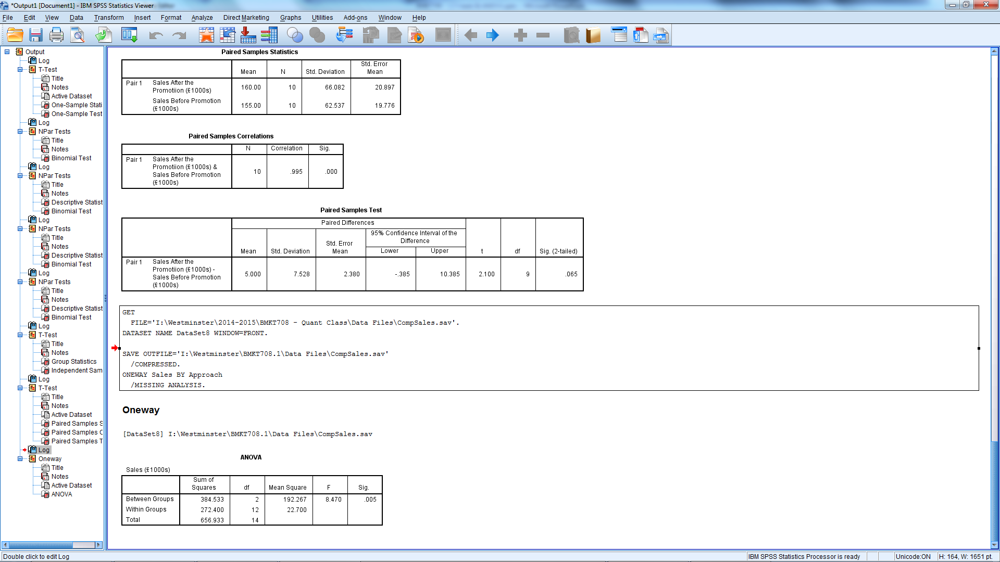 *Output1 [Document1] - IBM SPSS Statistics Viewer
File Edit View Data Transform Insert Format Analyze Direct Marketing Graphs Utilities Add-ons Window Help
Output
Log
T-Test
Title
Notes
Active Dataset
One-Sample Stati
One-Sample Test
Log
NPar Tests
Title
Notes
Binomial Test
Log
NPar Tests
Title
Notes
Descriptive Statist
Binomial Test
Log
NPar Tests
Title
Notes
Descriptive Statist
Binomial Test
Log
NPar Tests
Title
Notes
Descriptive Statist
Binomial Test
Log
T-Test
Title
Notes
Group Statistics
Independent Sam
Log
T-Test
Title
Notes
Active Dataset
Paired Samples S
Paired Samples C
Paired Samples T
Log
Oneway
Title
Notes
Active Dataset
ANOVA
Paired Samples Statistics
Mean N Std. Deviation Std. Error Mean
Pair 1 Sales After the
Promotiion (£1000s) 160.00 10 66.082 20.897
Sales Before Promotion
(£1000s) 155.00 10 62.537 19.776
Paired Samples Correlations
N Correlation Sig.
Pair 1 Sales After the
Promotiion (£1000s) &
Sales Before Promotion
(£1000s) 10 .995 .000
Paired Samples Test
Paired Differences
95% Confidence Interval of the
Difference
Mean Std. Deviation Std. Error Mean Lower Upper t df Sig. (2-tailed)
Pair 1 Sales After the
Promotiion (£1000s) -
Sales Before Promotion
(£1000s) 5.000 7.528 2.380 -.385 10.385 2.100 9 .065
GET
FILE='I:\Westminster\2014-2015\BMKT708 - Quant Class\Data Files\CompSales.sav'.
DATASET NAME DataSet8 WINDOW=FRONT.
SAVE OUTFILE='I:\Westminster\BMKT708.1\Data Files\CompSales.sav'
/COMPRESSED.
ONEWAY Sales BY Approach
/MISSING ANALYSIS.
Oneway
[DataSet8] I:\Westminster\BMKT708.1\Data Files\CompSales.sav
ANOVA
Sales (£1000s)
Sum of
Squares df Mean Square F Sig.
Between Groups 384.533 2 192.267 8.470 .005
Within Groups 272.400 12 22.700
Total 656.933 14
Double click to edit Log
IBM SPSS Statistics Processor is ready Unicode:ON H: 164, W: 1651 pt.